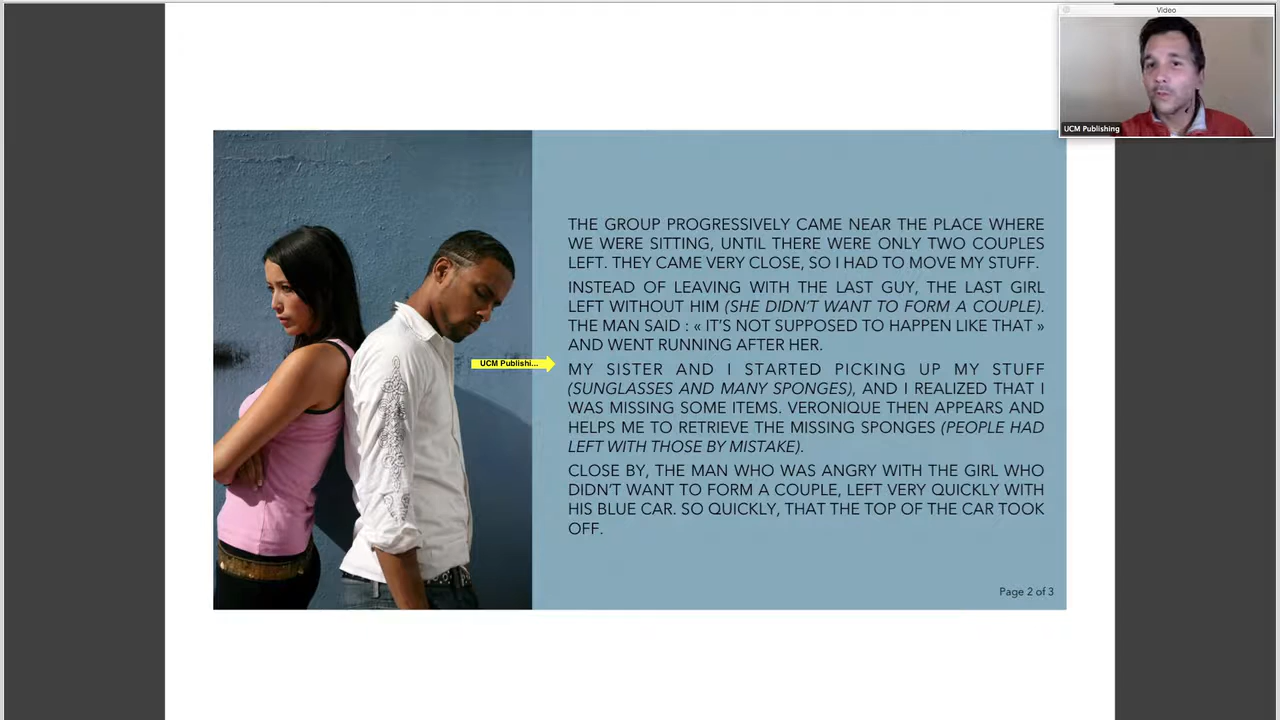 Video
UCM Publishing
THE GROUP PROGRESSIVELY CAME NEAR THE PLACE WHERE
WE WERE SITTING, UNTIL THERE WERE ONLY TWO COUPLES
LEFT. THEY CAME VERY CLOSE, SO I HAD TO MOVE MY STUFF.
INSTEAD OF LEAVING WITH THE LAST GUY, THE LAST GIRL
LEFT WITHOUT HIM (SHE DIDN'T WANT TO FORM A COUPLE).
THE MAN SAID : « IT'S NOT SUPPOSED TO HAPPEN LIKE THAT »
AND WENT RUNNING AFTER HER.
UCM Publishi...
MY SISTER AND I STARTED PICKING UP MY STUFF
(SUNGLASSES AND MANY SPONGES), AND I REALIZED THAT I
WAS MISSING SOME ITEMS. VERONIQUE THEN APPEARS AND
HELPS ME TO RETRIEVE THE MISSING SPONGES (PEOPLE HAD
LEFT WITH THOSE BY MISTAKE).
CLOSE BY, THE MAN WHO WAS ANGRY WITH THE GIRL WHO
DIDN'T WANT TO FORM A COUPLE, LEFT VERY QUICKLY WITH
HIS BLUE CAR. SO QUICKLY, THAT THE TOP OF THE CAR TOOK
OFF.
Page 2 of 3